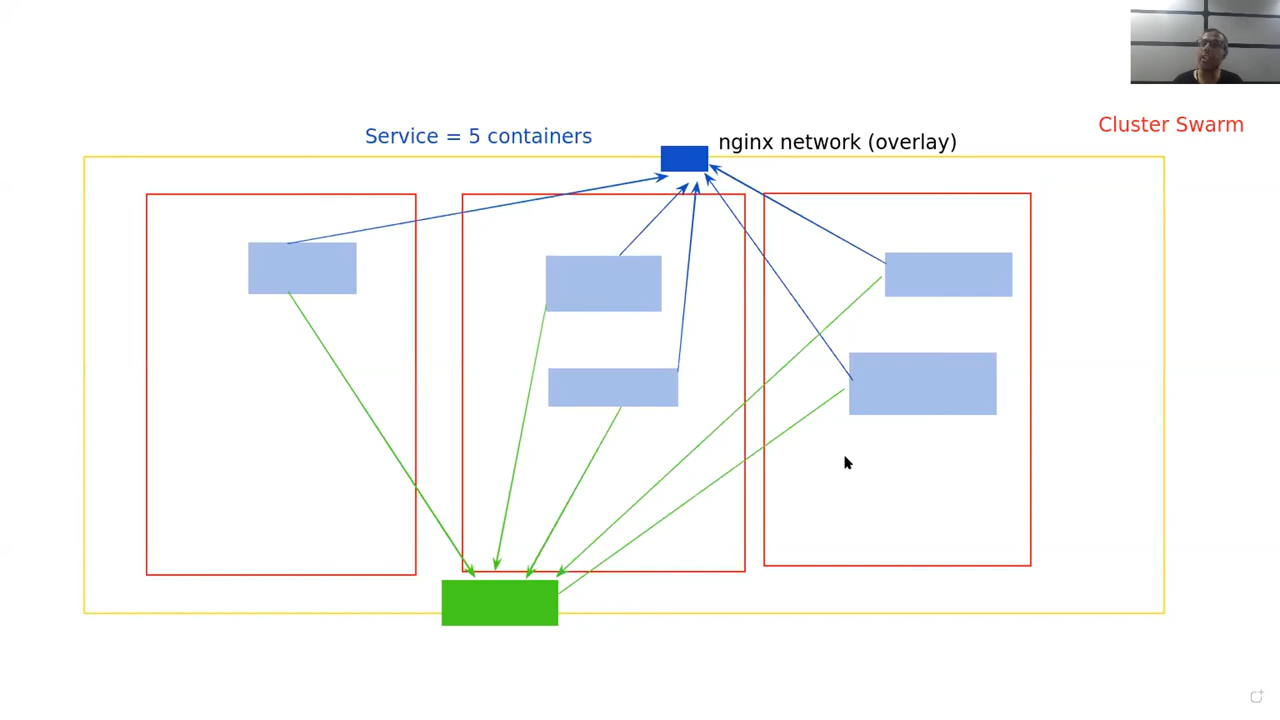 Cluster Swarm
Service = 5 containers
nginx network (overlay)